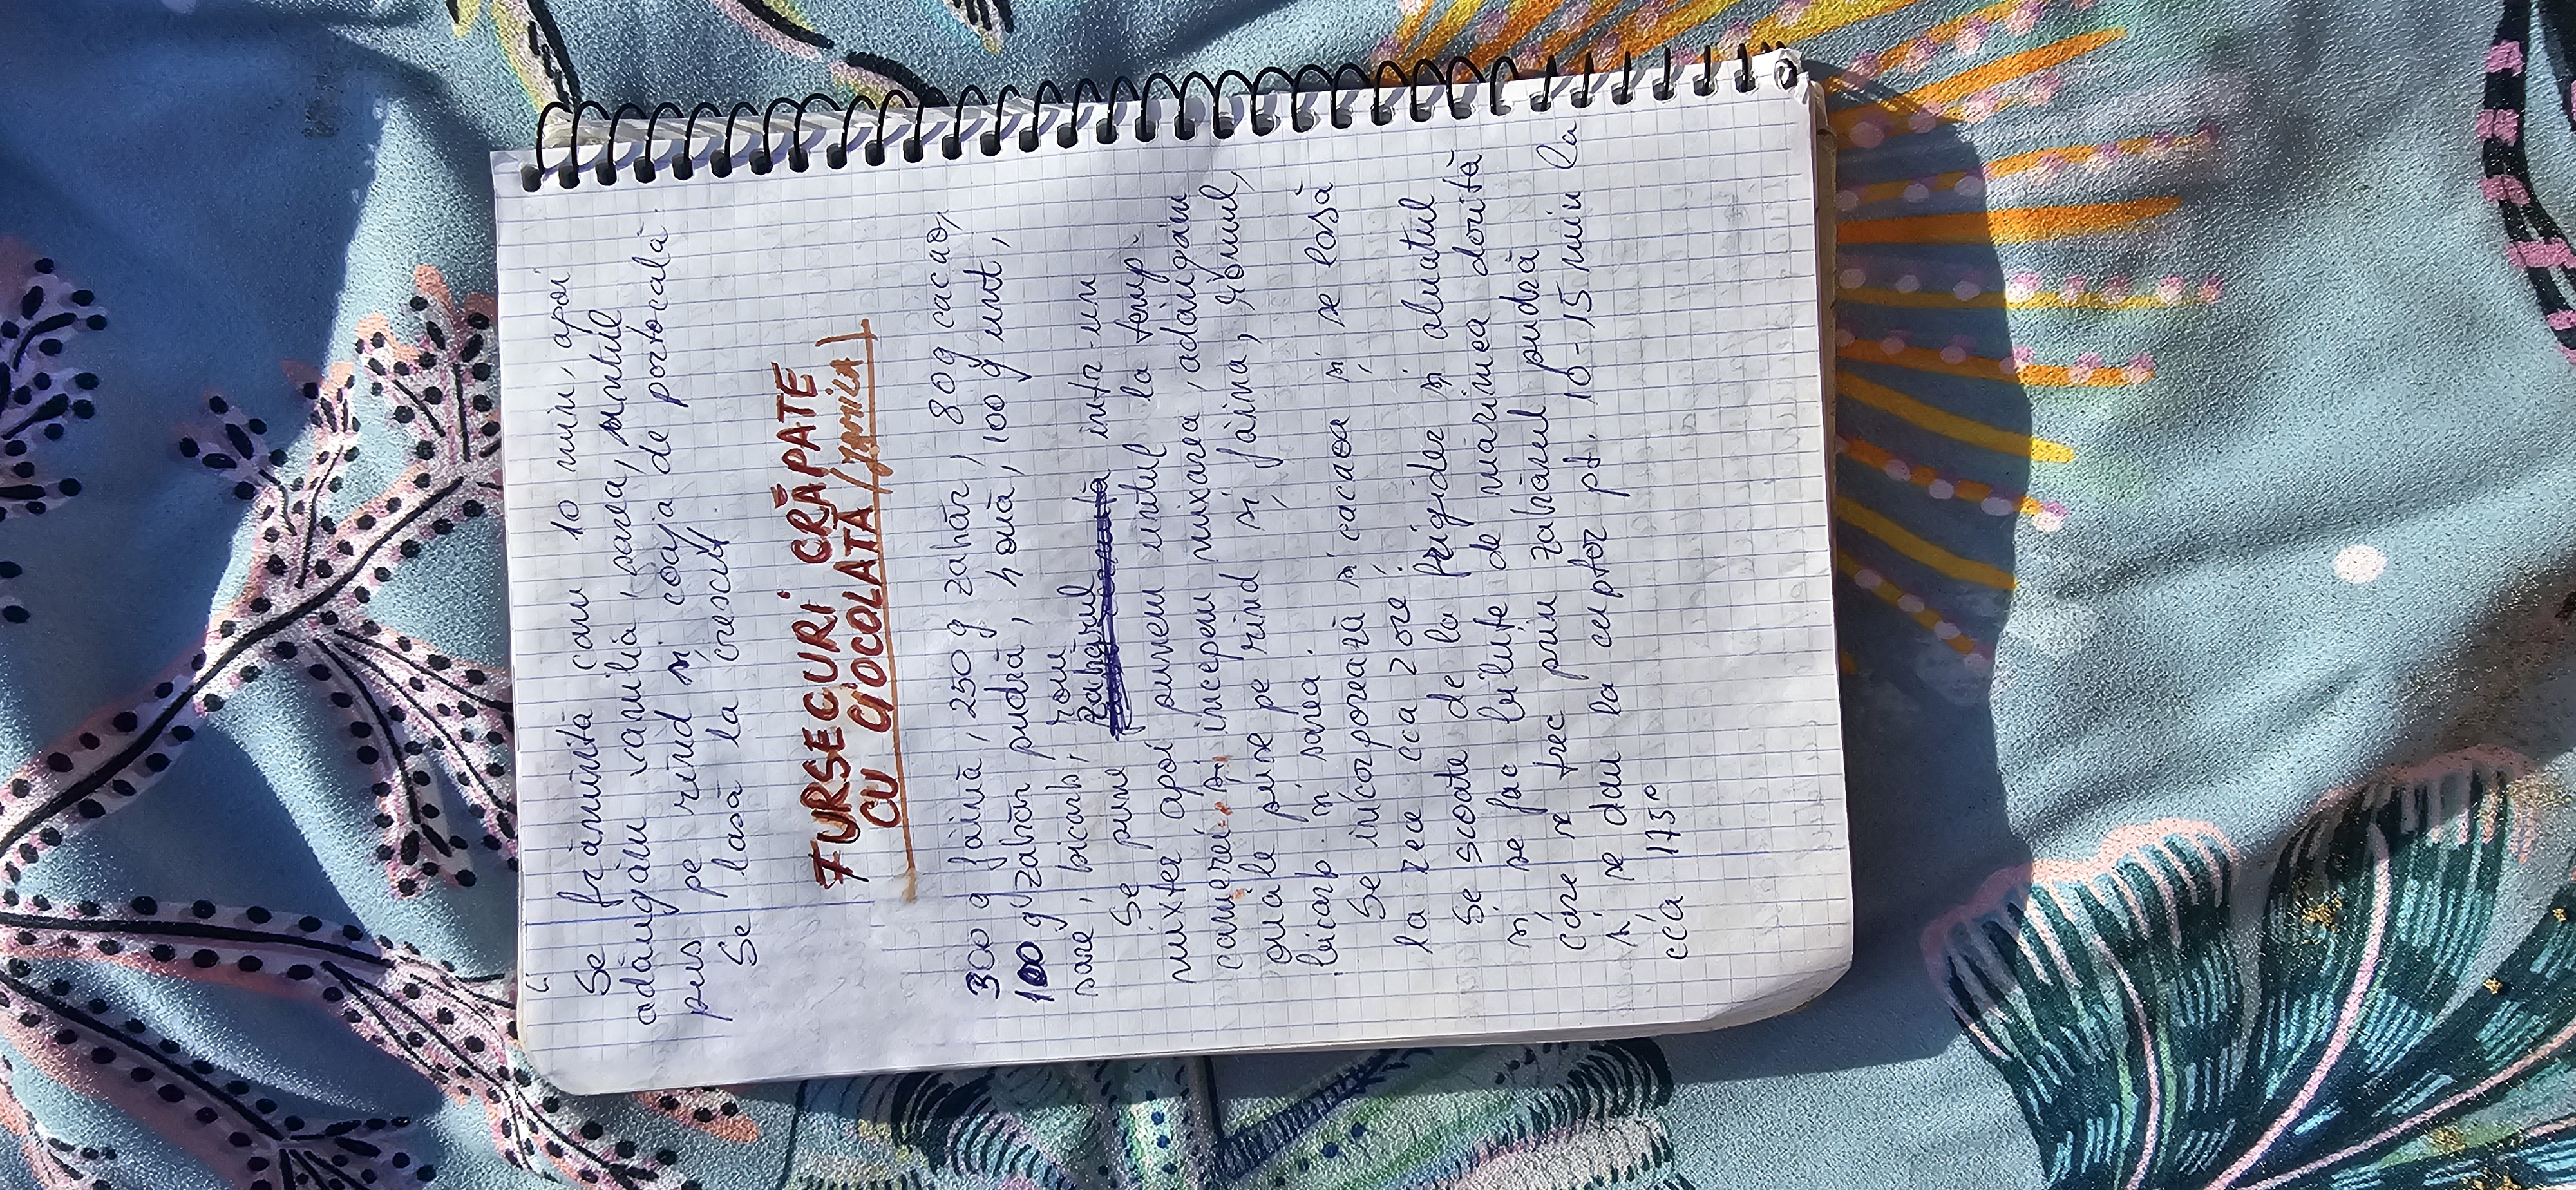 Se frămîntă cam 10 min, apoi
adăugăm vanilia, sarea, untul
pus pe rînd și coaja de portocală.
Se lasă la crescut.
FURSECURI CRĂPATE
CU CIOCOLATĂ (JAMILA)
300 g făină, 250 g zahăr, 80 g cacao,
100 g zahăr pudră, 4 ouă, 100 g unt,
sare, bicarb, rom
Se pune zahărul într-un
mixter apoi punem untul la temp.
camerei și începem mixarea, adăugăm
ouăle puse pe rînd și făina, romul,
bicarb. și sarea.
Se incorporează și cacaoa și se lasă
la rece cca 2 ore!
Se scoate de la frigider și aluatul
și se fac biluțe de mărimea dorită
care se trec prin zahărul pudră
și se dau la cuptor pt. 10-15 min la
cca 175°